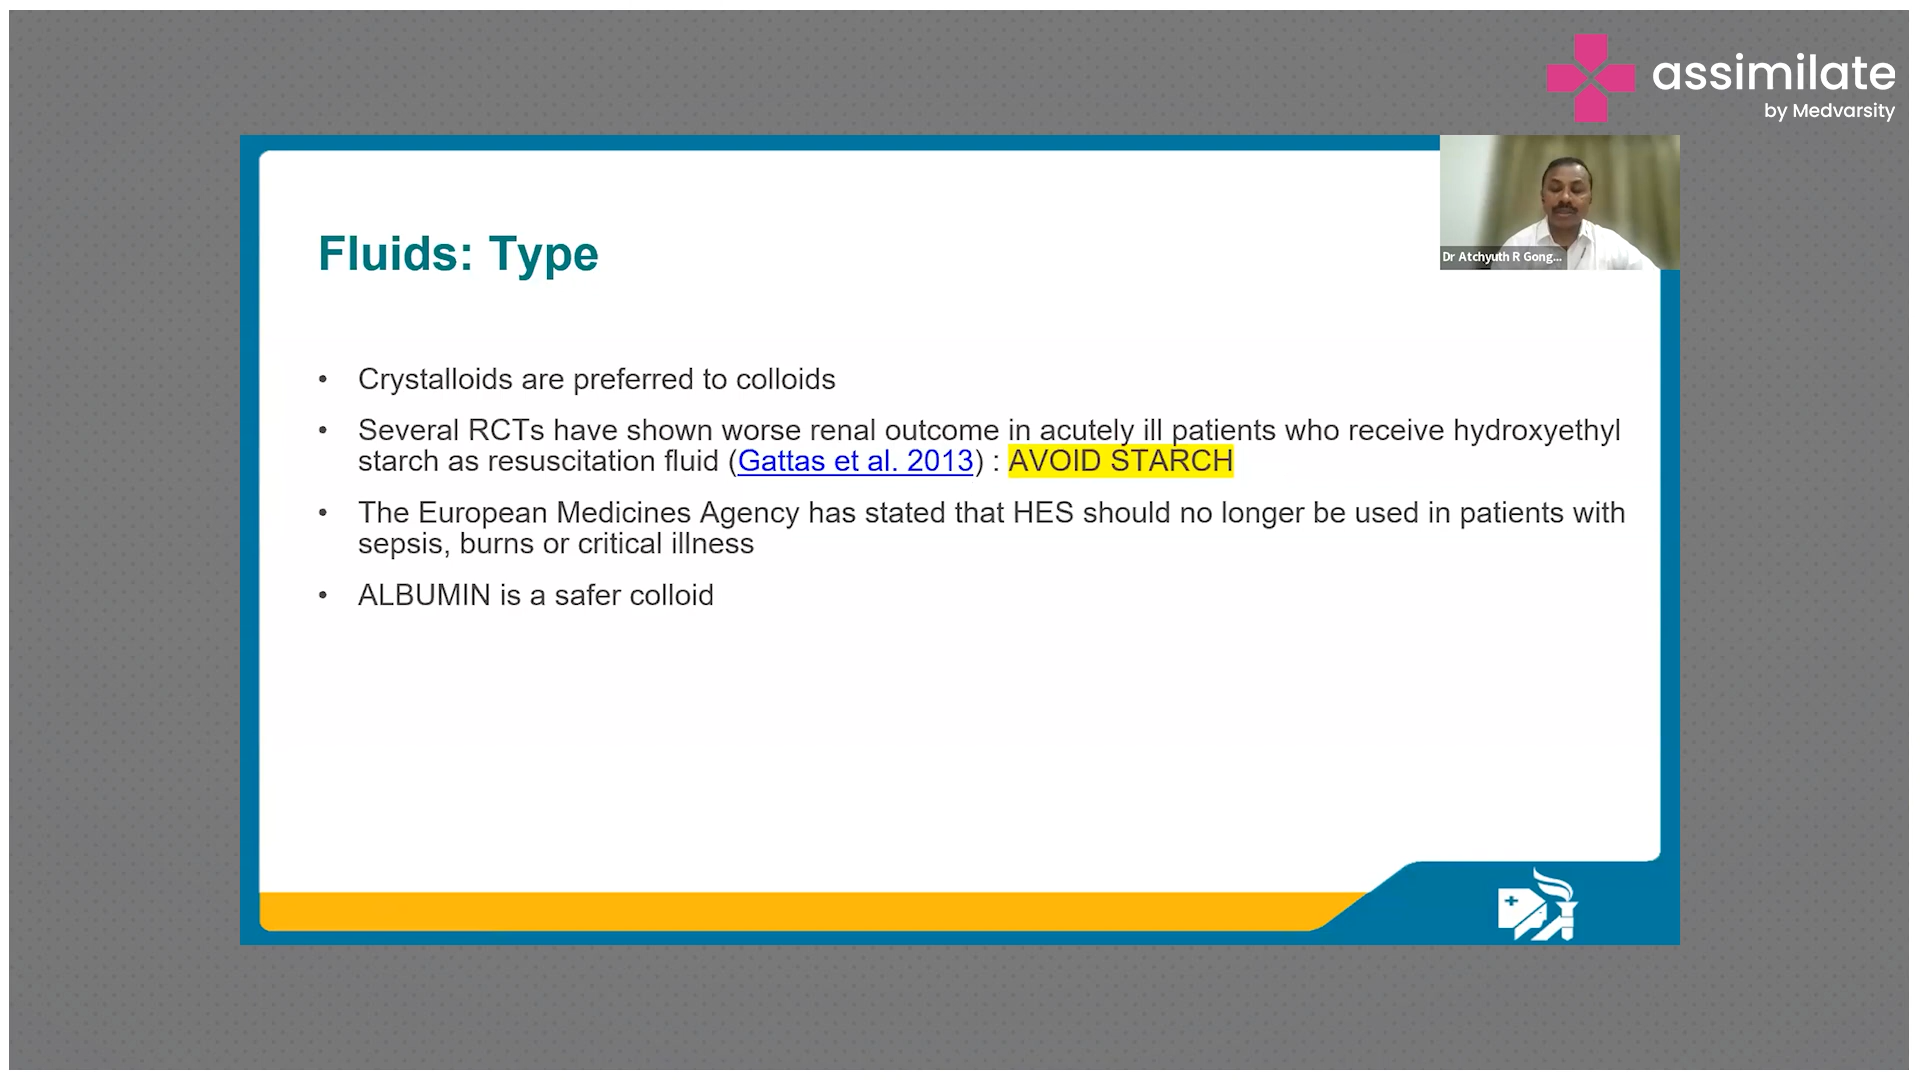 assimilate
by Medvarsity
Dr Atchyuth R Gong...
Fluids: Type
• Crystalloids are preferred to colloids
• Several RCTs have shown worse renal outcome in acutely ill patients who receive hydroxyethyl
starch as resuscitation fluid (Gattas et al. 2013) : AVOID STARCH
• The European Medicines Agency has stated that HES should no longer be used in patients with
sepsis, burns or critical illness
• ALBUMIN is a safer colloid